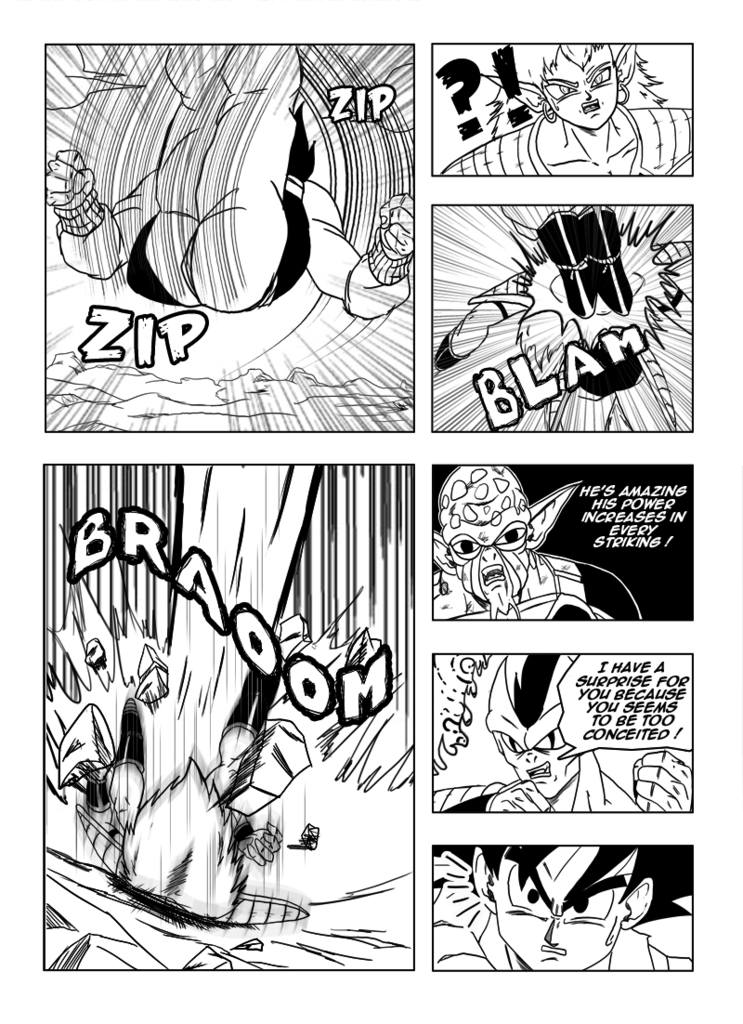 ZIP
ZIP
?!
BLAM
BRAOOM
HE'S AMAZING
HIS POWER
INCREASES IN
EVERY
STRIKING !
I HAVE A
SURPRISE FOR
YOU BECAUSE
YOU SEEMS
TO BE TOO
CONCEITED !